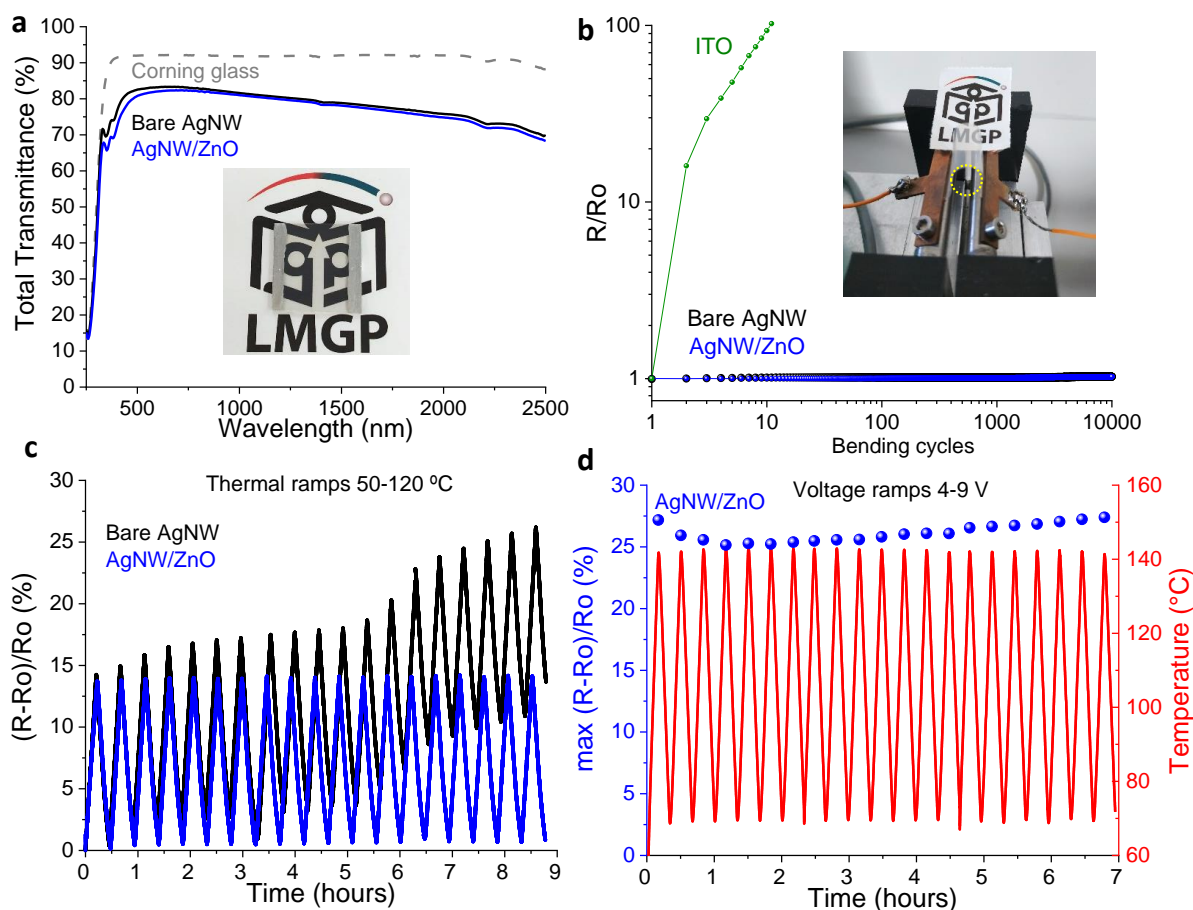 a
100
90
80
70
60
50
40
30
20
10
0
Total Transmittance (%)
Corning glass
Bare AgNW
AgNW/ZnO
LMGP
500
1000
1500
2000
2500
Wavelength (nm)
b
100
10
1
R/Ro
ITO
LMGP
Bare AgNW
AgNW/ZnO
1
10
100
1000
10000
Bending cycles
c
30
25
20
15
10
5
0
(R-Ro)/Ro (%)
Thermal ramps 50-120 ºC
Bare AgNW
AgNW/ZnO
0
1
2
3
4
5
6
7
8
9
Time (hours)
d
30
25
20
15
10
5
0
max (R-Ro)/Ro (%)
AgNW/ZnO
Voltage ramps 4-9 V
160
140
120
100
80
60
Temperature (°C)
0
1
2
3
4
5
6
7
Time (hours)